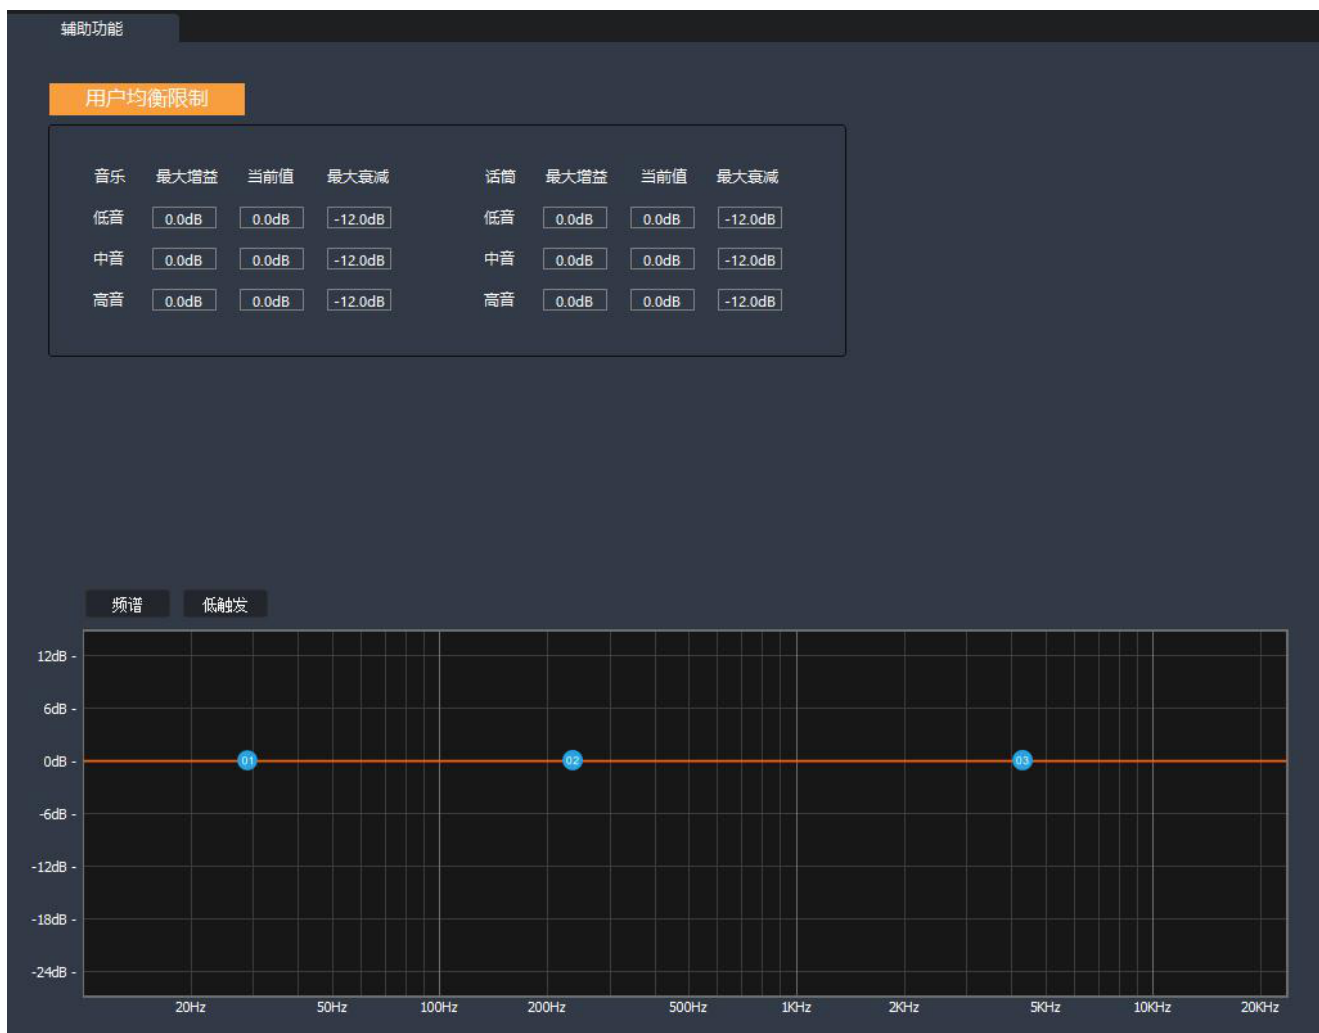 辅助功能
用户均衡限制
音乐 最大增益 当前值 最大衰减 话筒 最大增益 当前值 最大衰减
低音 0.0dB 0.0dB -12.0dB 低音 0.0dB 0.0dB -12.0dB
中音 0.0dB 0.0dB -12.0dB 中音 0.0dB 0.0dB -12.0dB
高音 0.0dB 0.0dB -12.0dB 高音 0.0dB 0.0dB -12.0dB
频谱 低触发
12dB -
6dB -
0dB - 01 02 03
-6dB -
-12dB -
-18dB -
-24dB -
20Hz 50Hz 100Hz 200Hz 500Hz 1KHz 2KHz 5KHz 10KHz 20KHz